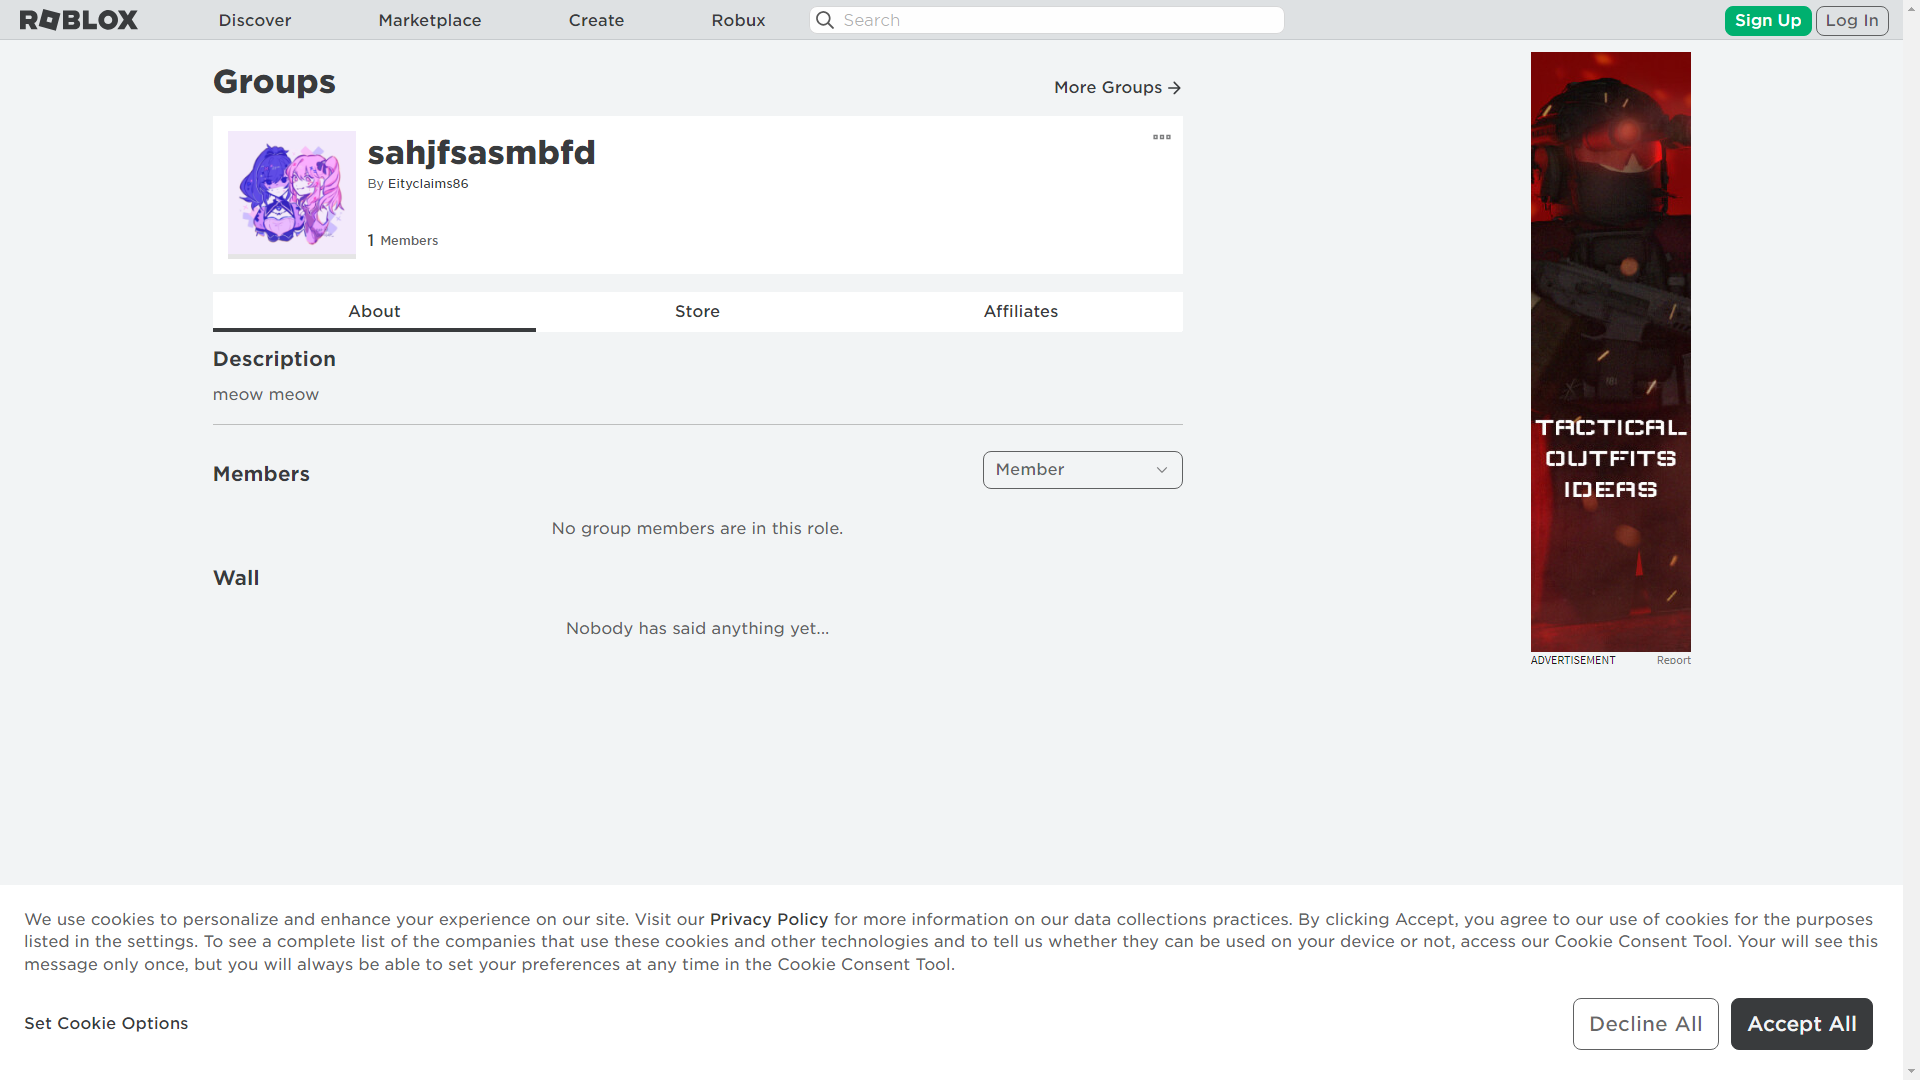 ROBLOX
Discover
Marketplace
Create
Robux
Search
Sign Up
Log In
Groups
More Groups
sahjfsasmbfd
By Eityclaims86
1 Members
About
Store
Affiliates
Description
meow meow
Members
Member
No group members are in this role.
Wall
Nobody has said anything yet...
TACTICAL
OUTFITS
IDEAS
ADVERTISEMENT
Report
We use cookies to personalize and enhance your experience on our site. Visit our Privacy Policy for more information on our data collections practices. By clicking Accept, you agree to our use of cookies for the purposes
listed in the settings. To see a complete list of the companies that use these cookies and other technologies and to tell us whether they can be used on your device or not, access our Cookie Consent Tool. Your will see this
message only once, but you will always be able to set your preferences at any time in the Cookie Consent Tool.
Set Cookie Options
Decline All
Accept All